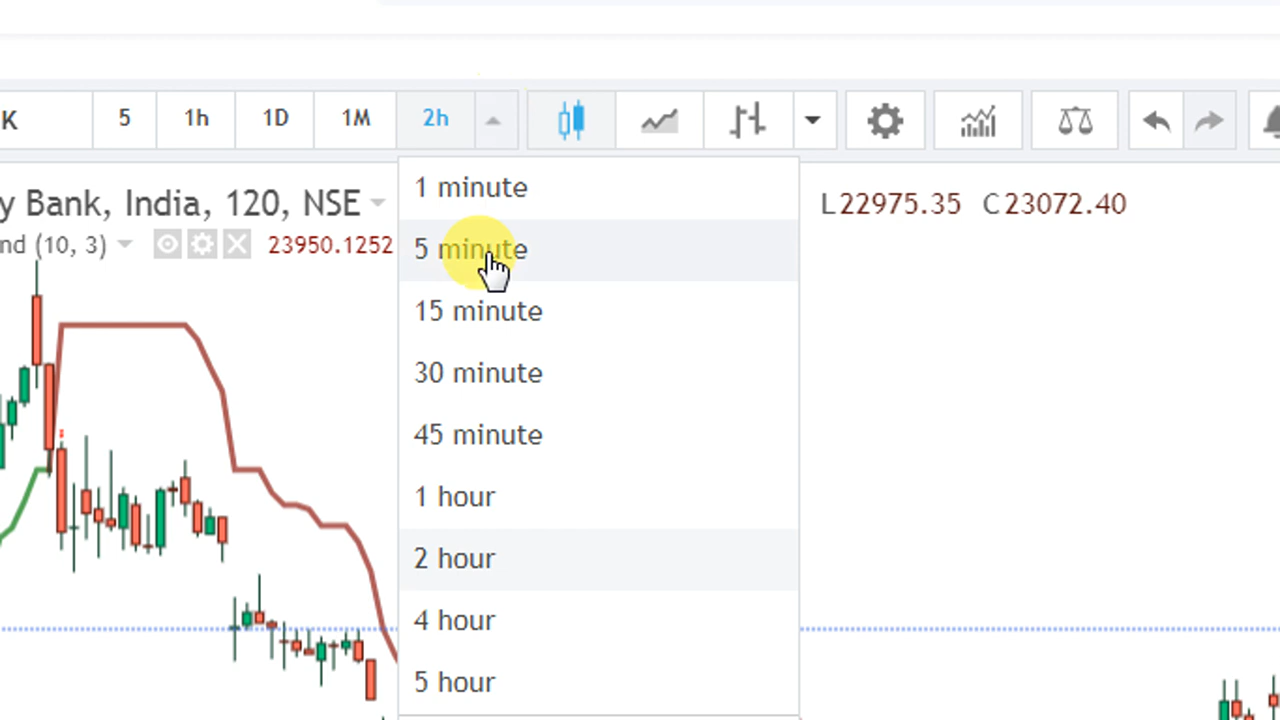 K 5 1h 1D 1M 2h
y Bank, India, 120, NSE L22975.35 C23072.40
nd (10, 3) 23950.1252
1 minute
5 minute
15 minute
30 minute
45 minute
1 hour
2 hour
4 hour
5 hour